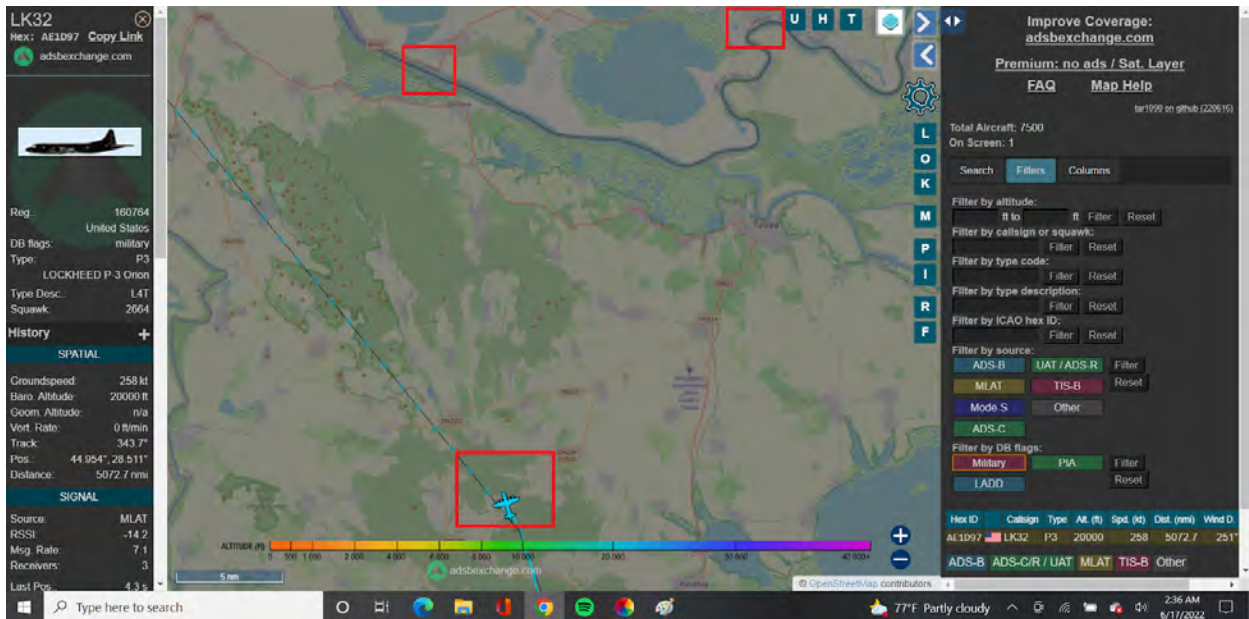 LK32
Hex: AE1D97 Copy Link
adsbexchange.com
Reg.: 160764
United States
DB flags: military
Type: P3
LOCKHEED P-3 Orion
Type Desc.: L4T
Squawk: 2664
History +
SPATIAL
Groundspeed: 258 kt
Baro. Altitude: 20000 ft
Geom. Altitude: n/a
Vert. Rate: 0 ft/min
Track: 343.7°
Pos.: 44.954°, 28.511°
Distance: 5072.7 nmi
SIGNAL
Source: MLAT
RSSI: -14.2
Msg. Rate: 7.1
Receivers: 3
Last Pos.: 4.3 s
U H T
L
O
K
M
P
I
R
F
Tulcea
ALTITUDE (ft)
500 1 000 2 000 4 000 6 000 8 000 10 000 20 000 30 000 40 000+
adsbexchange.com
5 nm
© OpenStreetMap contributors
Improve Coverage:
adsbexchange.com
Premium: no ads / Sat. Layer
FAQ Map Help
tar1090 on github (220616)
Total Aircraft: 7500
On Screen: 1
Search Filters Columns
Filter by altitude:
ft to ft Filter Reset
Filter by callsign or squawk:
Filter Reset
Filter by type code:
Filter Reset
Filter by type description:
Filter Reset
Filter by ICAO hex ID:
Filter Reset
Filter by source:
ADS-B UAT / ADS-R Filter
MLAT TIS-B Reset
Mode-S Other
ADS-C
Filter by DB flags:
Military PIA Filter
LADD Reset
Hex ID Callsign Type Alt. (ft) Spd. (kt) Dist. (nmi) Wind D.
AE1D97 LK32 P3 20000 258 5072.7 251°
ADS-B ADS-C/R / UAT MLAT TIS-B Other
Type here to search
77°F Partly cloudy
2:36 AM
6/17/2022